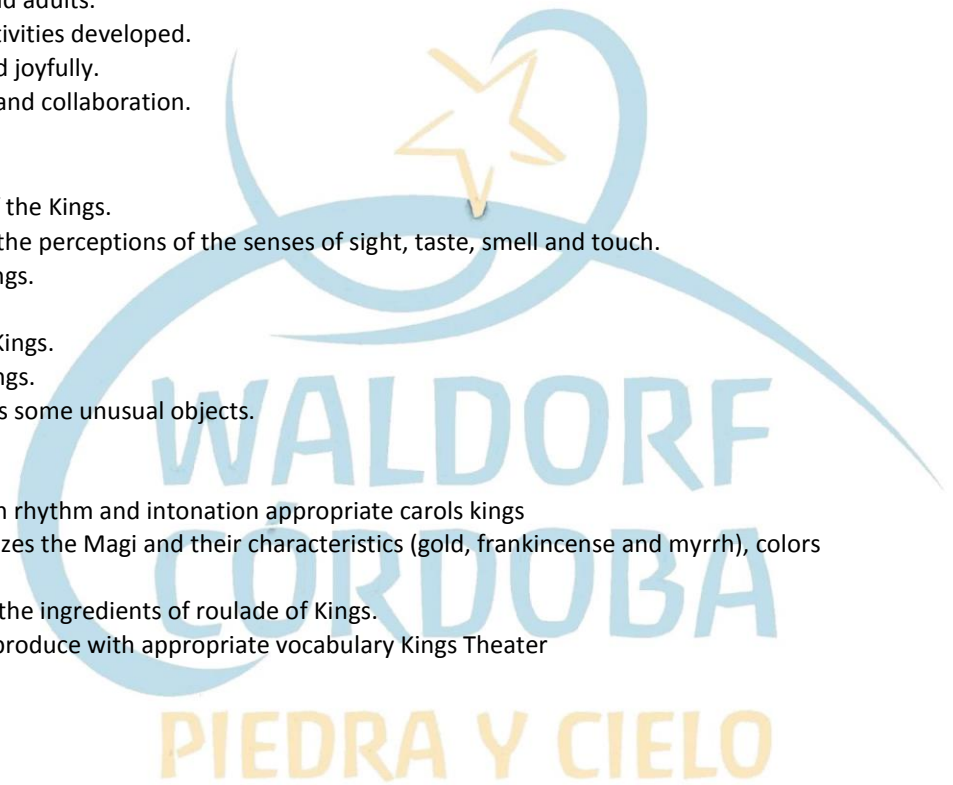 nd adults.
tivities developed.
d joyfully.
and collaboration.
f the Kings.
the perceptions of the senses of sight, taste, smell and touch.
ngs.
Kings.
ngs.
s some unusual objects.
WALDORF
h rhythm and intonation appropriate carols kings
zes the Magi and their characteristics (gold, frankincense and myrrh), colors
CÓRDOBA
the ingredients of roulade of Kings.
produce with appropriate vocabulary Kings Theater
PIEDRA Y CIELO